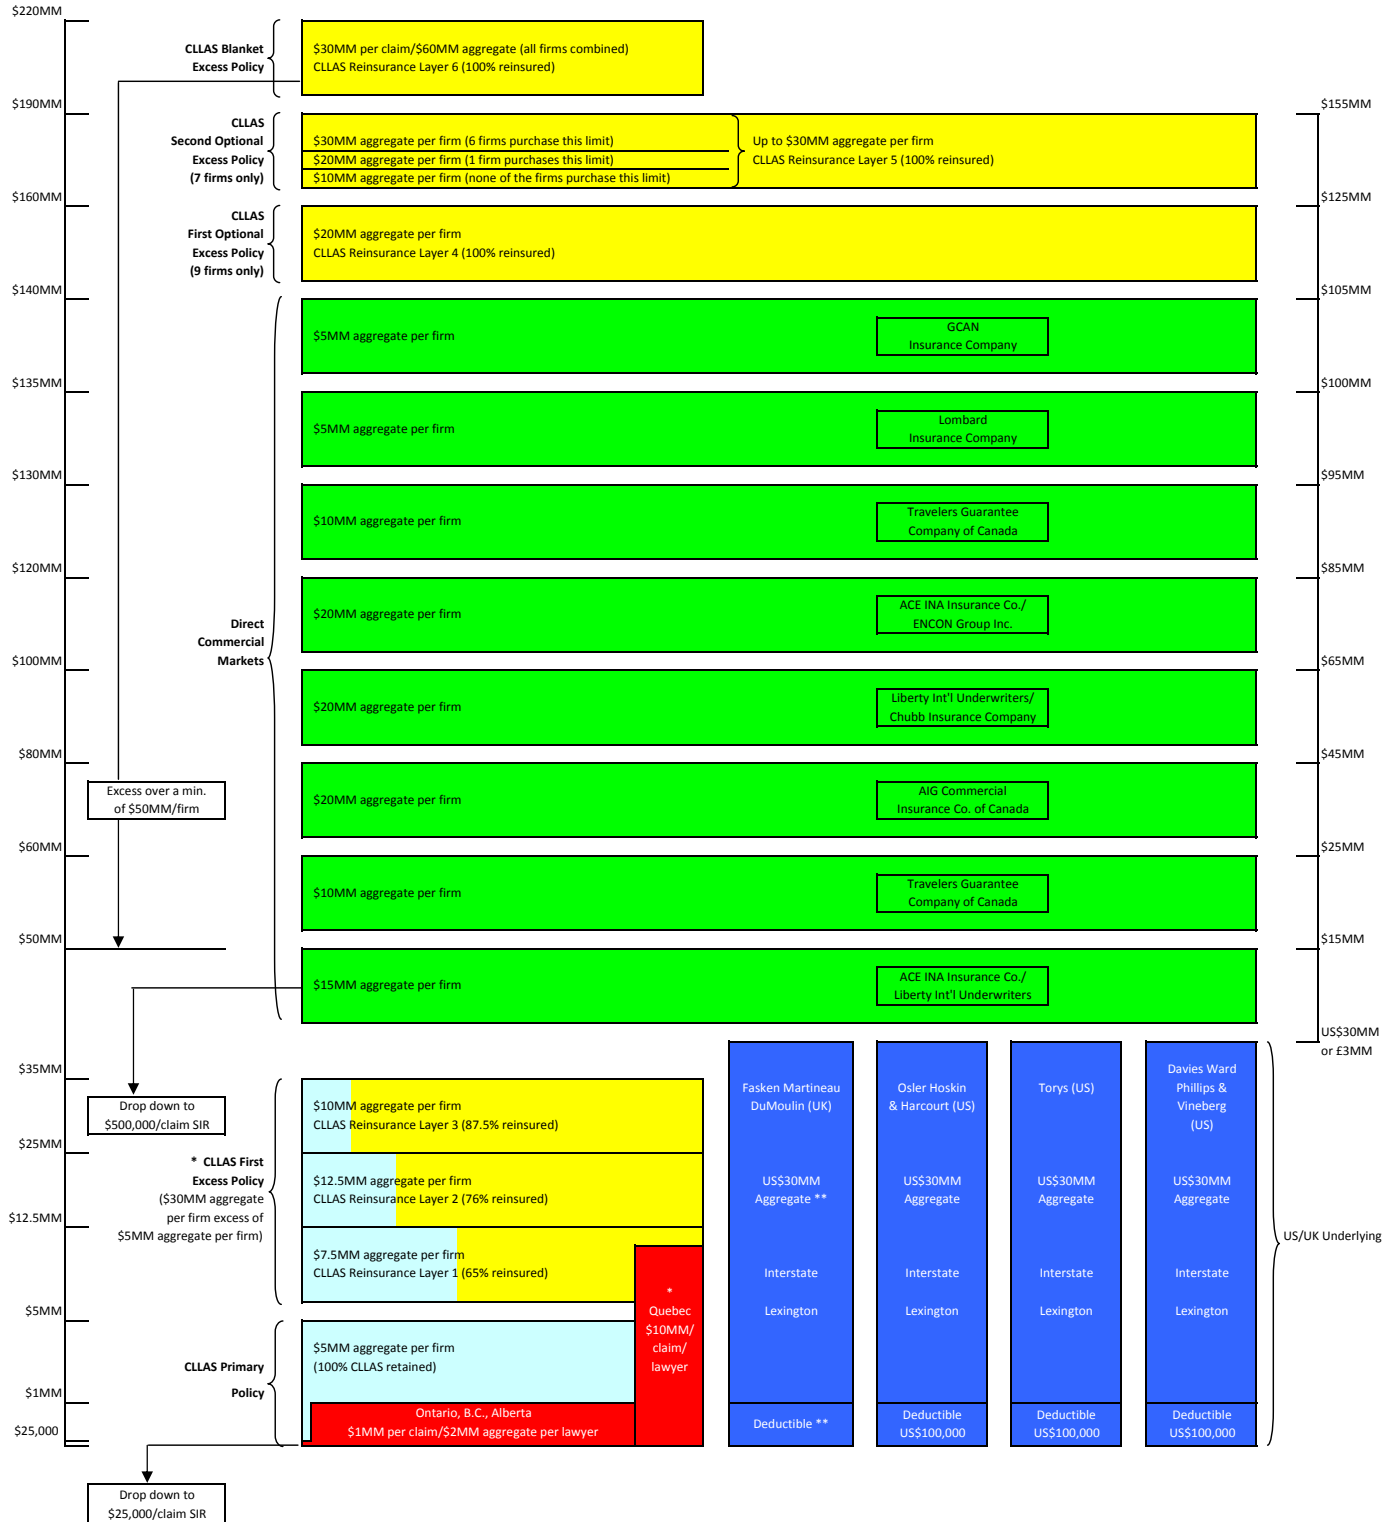 $220MM
CLLAS Blanket
Excess Policy
$30MM per claim/$60MM aggregate (all firms combined)
CLLAS Reinsurance Layer 6 (100% reinsured)
$190MM
$155MM
CLLAS
Second Optional
Excess Policy
(7 firms only)
$30MM aggregate per firm (6 firms purchase this limit)
$20MM aggregate per firm (1 firm purchases this limit)
$10MM aggregate per firm (none of the firms purchase this limit)
Up to $30MM aggregate per firm
CLLAS Reinsurance Layer 5 (100% reinsured)
$160MM
$125MM
CLLAS
First Optional
Excess Policy
(9 firms only)
$20MM aggregate per firm
CLLAS Reinsurance Layer 4 (100% reinsured)
$140MM
$105MM
$5MM aggregate per firm
GCAN
Insurance Company
$135MM
$100MM
$5MM aggregate per firm
Lombard
Insurance Company
$130MM
$95MM
$10MM aggregate per firm
Travelers Guarantee
Company of Canada
$120MM
$85MM
$20MM aggregate per firm
ACE INA Insurance Co./
ENCON Group Inc.
Direct
Commercial
Markets
$100MM
$65MM
$20MM aggregate per firm
Liberty Int'l Underwriters/
Chubb Insurance Company
$80MM
$45MM
Excess over a min.
of $50MM/firm
$20MM aggregate per firm
AIG Commercial
Insurance Co. of Canada
$60MM
$25MM
$10MM aggregate per firm
Travelers Guarantee
Company of Canada
$50MM
$15MM
$15MM aggregate per firm
ACE INA Insurance Co./
Liberty Int'l Underwriters
US$30MM
or £3MM
$35MM
Drop down to
$500,000/claim SIR
$10MM aggregate per firm
CLLAS Reinsurance Layer 3 (87.5% reinsured)
Fasken Martineau
DuMoulin (UK)
Osler Hoskin
& Harcourt (US)
Torys (US)
Davies Ward
Phillips &
Vineberg
(US)
$25MM
* CLLAS First
Excess Policy
($30MM aggregate
per firm excess of
$5MM aggregate per firm)
$12.5MM aggregate per firm
CLLAS Reinsurance Layer 2 (76% reinsured)
US$30MM
Aggregate **
US$30MM
Aggregate
US$30MM
Aggregate
US$30MM
Aggregate
$12.5MM
US/UK Underlying
$7.5MM aggregate per firm
CLLAS Reinsurance Layer 1 (65% reinsured)
Interstate
Interstate
Interstate
Interstate
*
Quebec
$10MM/
claim/
lawyer
Lexington
Lexington
Lexington
Lexington
$5MM
CLLAS Primary
Policy
$5MM aggregate per firm
(100% CLLAS retained)
$1MM
$25,000
Ontario, B.C., Alberta
$1MM per claim/$2MM aggregate per lawyer
Deductible **
Deductible
US$100,000
Deductible
US$100,000
Deductible
US$100,000
Drop down to
$25,000/claim SIR